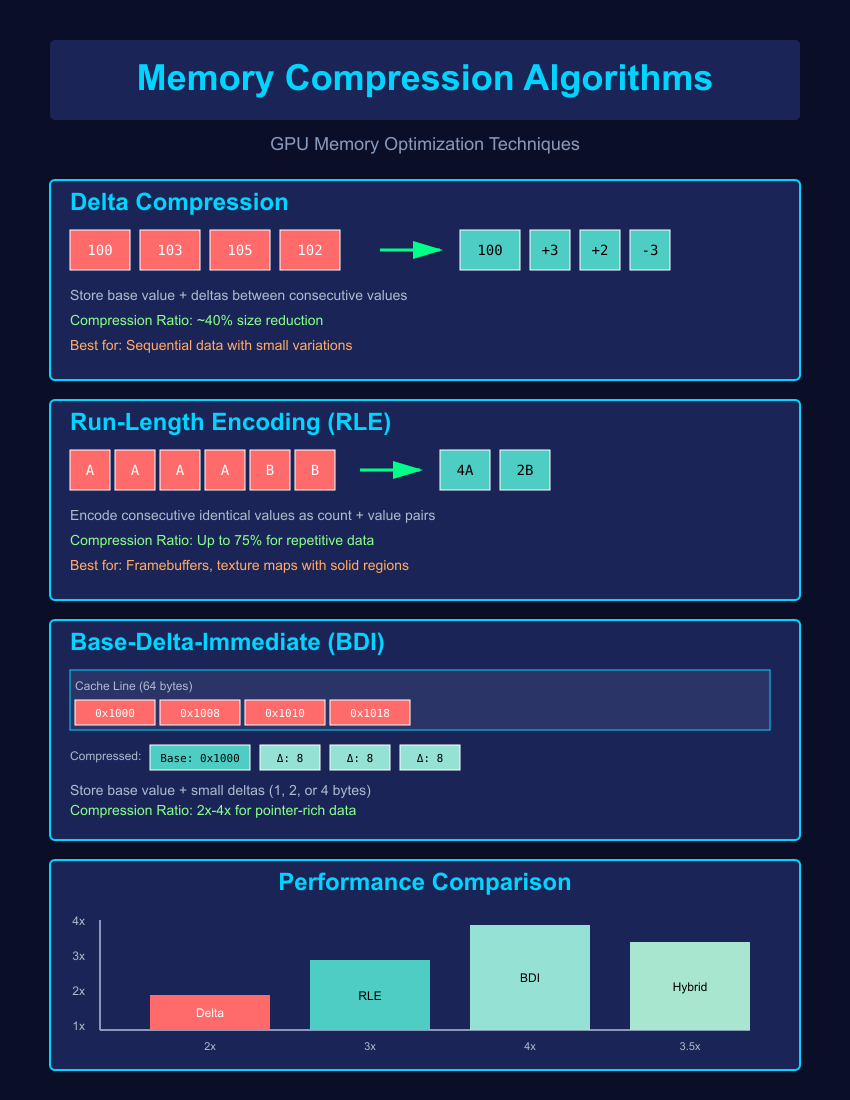 Memory Compression Algorithms
GPU Memory Optimization Techniques
Delta Compression
100 103 105 102 100 +3 +2 -3
Store base value + deltas between consecutive values
Compression Ratio: ~40% size reduction
Best for: Sequential data with small variations
Run-Length Encoding (RLE)
A A A A B B 4A 2B
Encode consecutive identical values as count + value pairs
Compression Ratio: Up to 75% for repetitive data
Best for: Framebuffers, texture maps with solid regions
Base-Delta-Immediate (BDI)
Cache Line (64 bytes)
0x1000 0x1008 0x1010 0x1018
Compressed: Base: 0x1000 Δ: 8 Δ: 8 Δ: 8
Store base value + small deltas (1, 2, or 4 bytes)
Compression Ratio: 2x-4x for pointer-rich data
Performance Comparison
4x
3x
2x
1x
Delta RLE BDI Hybrid
2x 3x 4x 3.5x